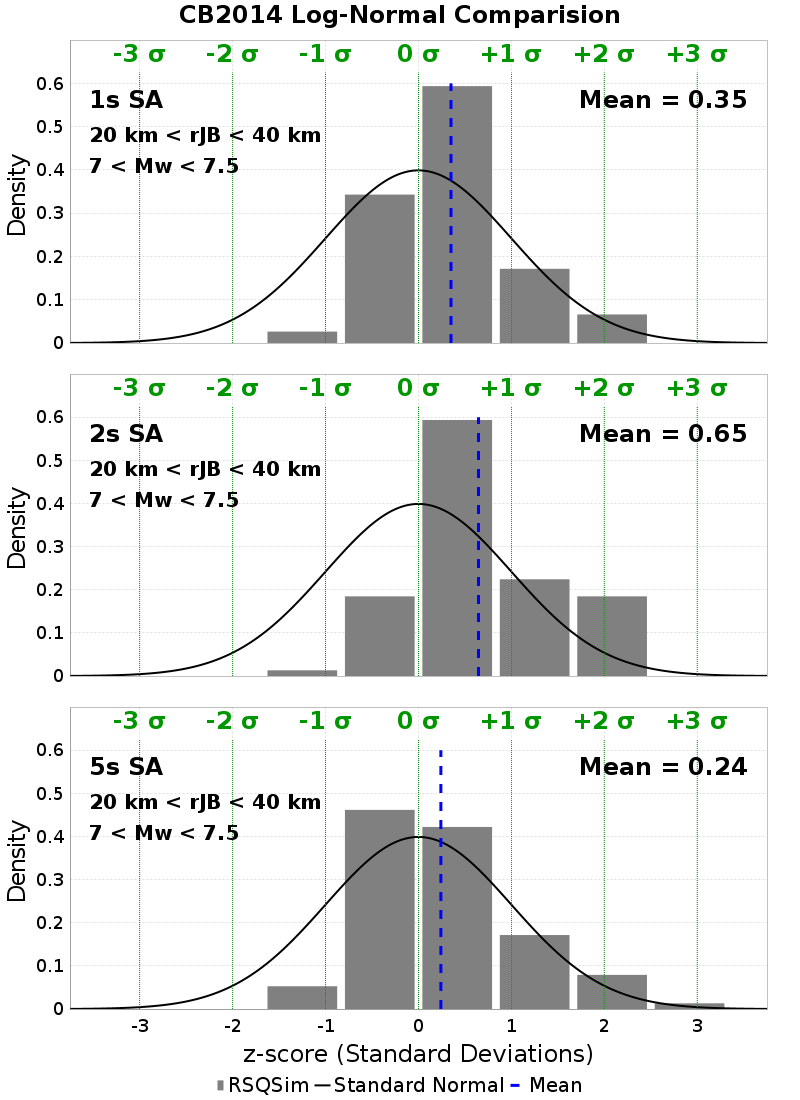 CB2014 Log-Normal Comparision
-3 σ -2 σ -1 σ 0 σ +1 σ +2 σ +3 σ
1s SA Mean = 0.35
20 km < rJB < 40 km
7 < Mw < 7.5
Density
0.6
0.5
0.4
0.3
0.2
0.1
0
-3 σ -2 σ -1 σ 0 σ +1 σ +2 σ +3 σ
2s SA Mean = 0.65
20 km < rJB < 40 km
7 < Mw < 7.5
Density
0.6
0.5
0.4
0.3
0.2
0.1
0
-3 σ -2 σ -1 σ 0 σ +1 σ +2 σ +3 σ
5s SA Mean = 0.24
20 km < rJB < 40 km
7 < Mw < 7.5
Density
0.6
0.5
0.4
0.3
0.2
0.1
0
-3 -2 -1 0 1 2 3
z-score (Standard Deviations)
RSQSim Standard Normal Mean